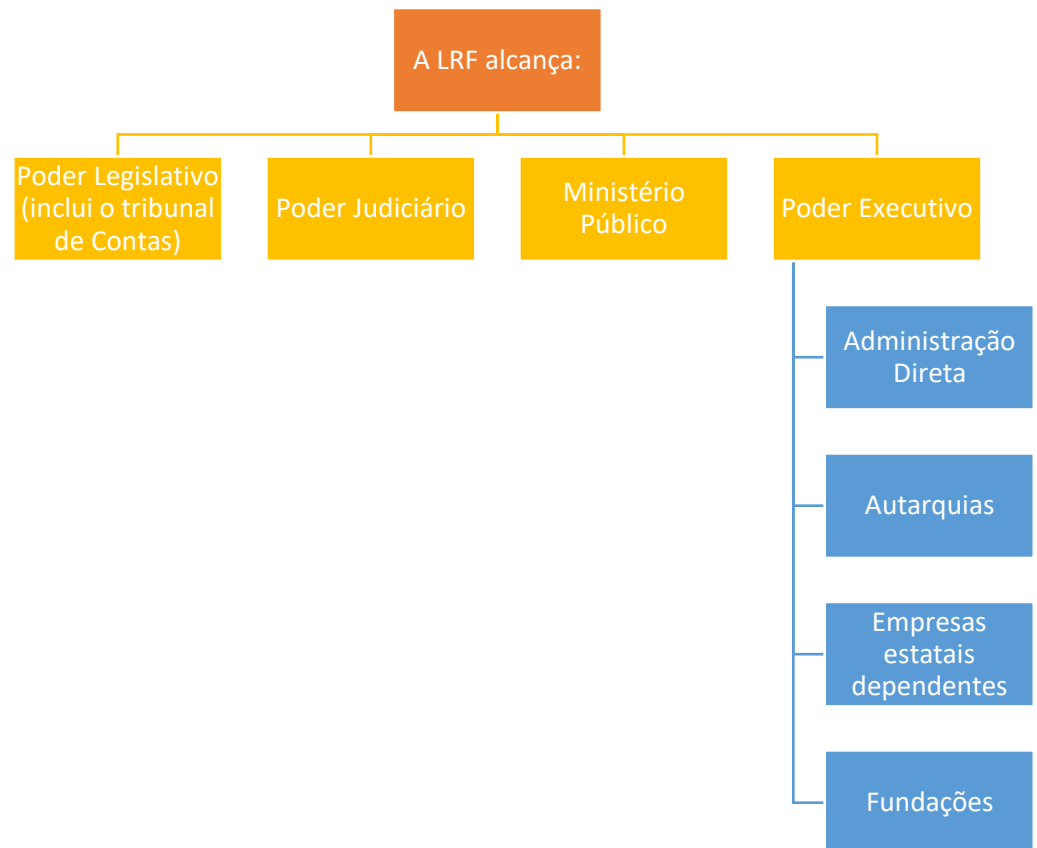 A LRF alcança:
Poder Legislativo
(inclui o tribunal
de Contas)
Poder Judiciário
Ministério
Público
Poder Executivo
Administração
Direta
Autarquias
Empresas
estatais
dependentes
Fundações